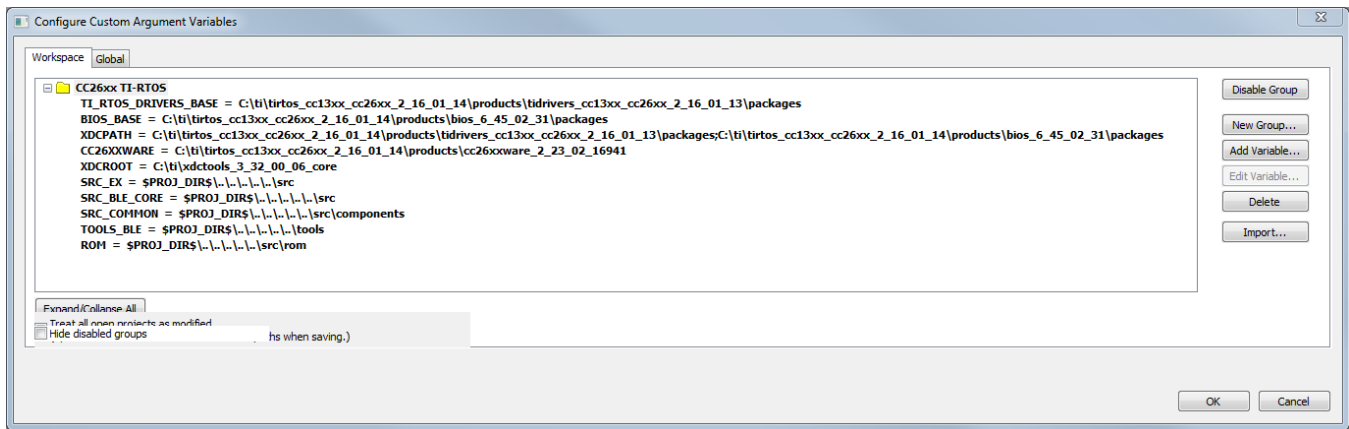 Configure Custom Argument Variables
Workspace Global
CC26xx TI-RTOS
TI_RTOS_DRIVERS_BASE = C:\ti\tirtos_cc13xx_cc26xx_2_16_01_14\products\tidrivers_cc13xx_cc26xx_2_16_01_13\packages
BIOS_BASE = C:\ti\tirtos_cc13xx_cc26xx_2_16_01_14\products\bios_6_45_02_31\packages
XDCPATH = C:\ti\tirtos_cc13xx_cc26xx_2_16_01_14\products\tidrivers_cc13xx_cc26xx_2_16_01_13\packages;C:\ti\tirtos_cc13xx_cc26xx_2_16_01_14\products\bios_6_45_02_31\packages
CC26XXWARE = C:\ti\tirtos_cc13xx_cc26xx_2_16_01_14\products\cc26xxware_2_23_02_16941
XDCROOT = C:\ti\xdctools_3_32_00_06_core
SRC_EX = $PROJ_DIR$\..\..\..\..\..\src
SRC_BLE_CORE = $PROJ_DIR$\..\..\..\..\..\src
SRC_COMMON = $PROJ_DIR$\..\..\..\..\..\src\components
TOOLS_BLE = $PROJ_DIR$\..\..\..\..\..\tools
ROM = $PROJ_DIR$\..\..\..\..\..\src\rom
Disable Group
New Group...
Add Variable...
Edit Variable...
Delete
Import...
Expand/Collapse All
Treat all open projects as modified
Hide disabled groups
hs when saving.)
OK Cancel